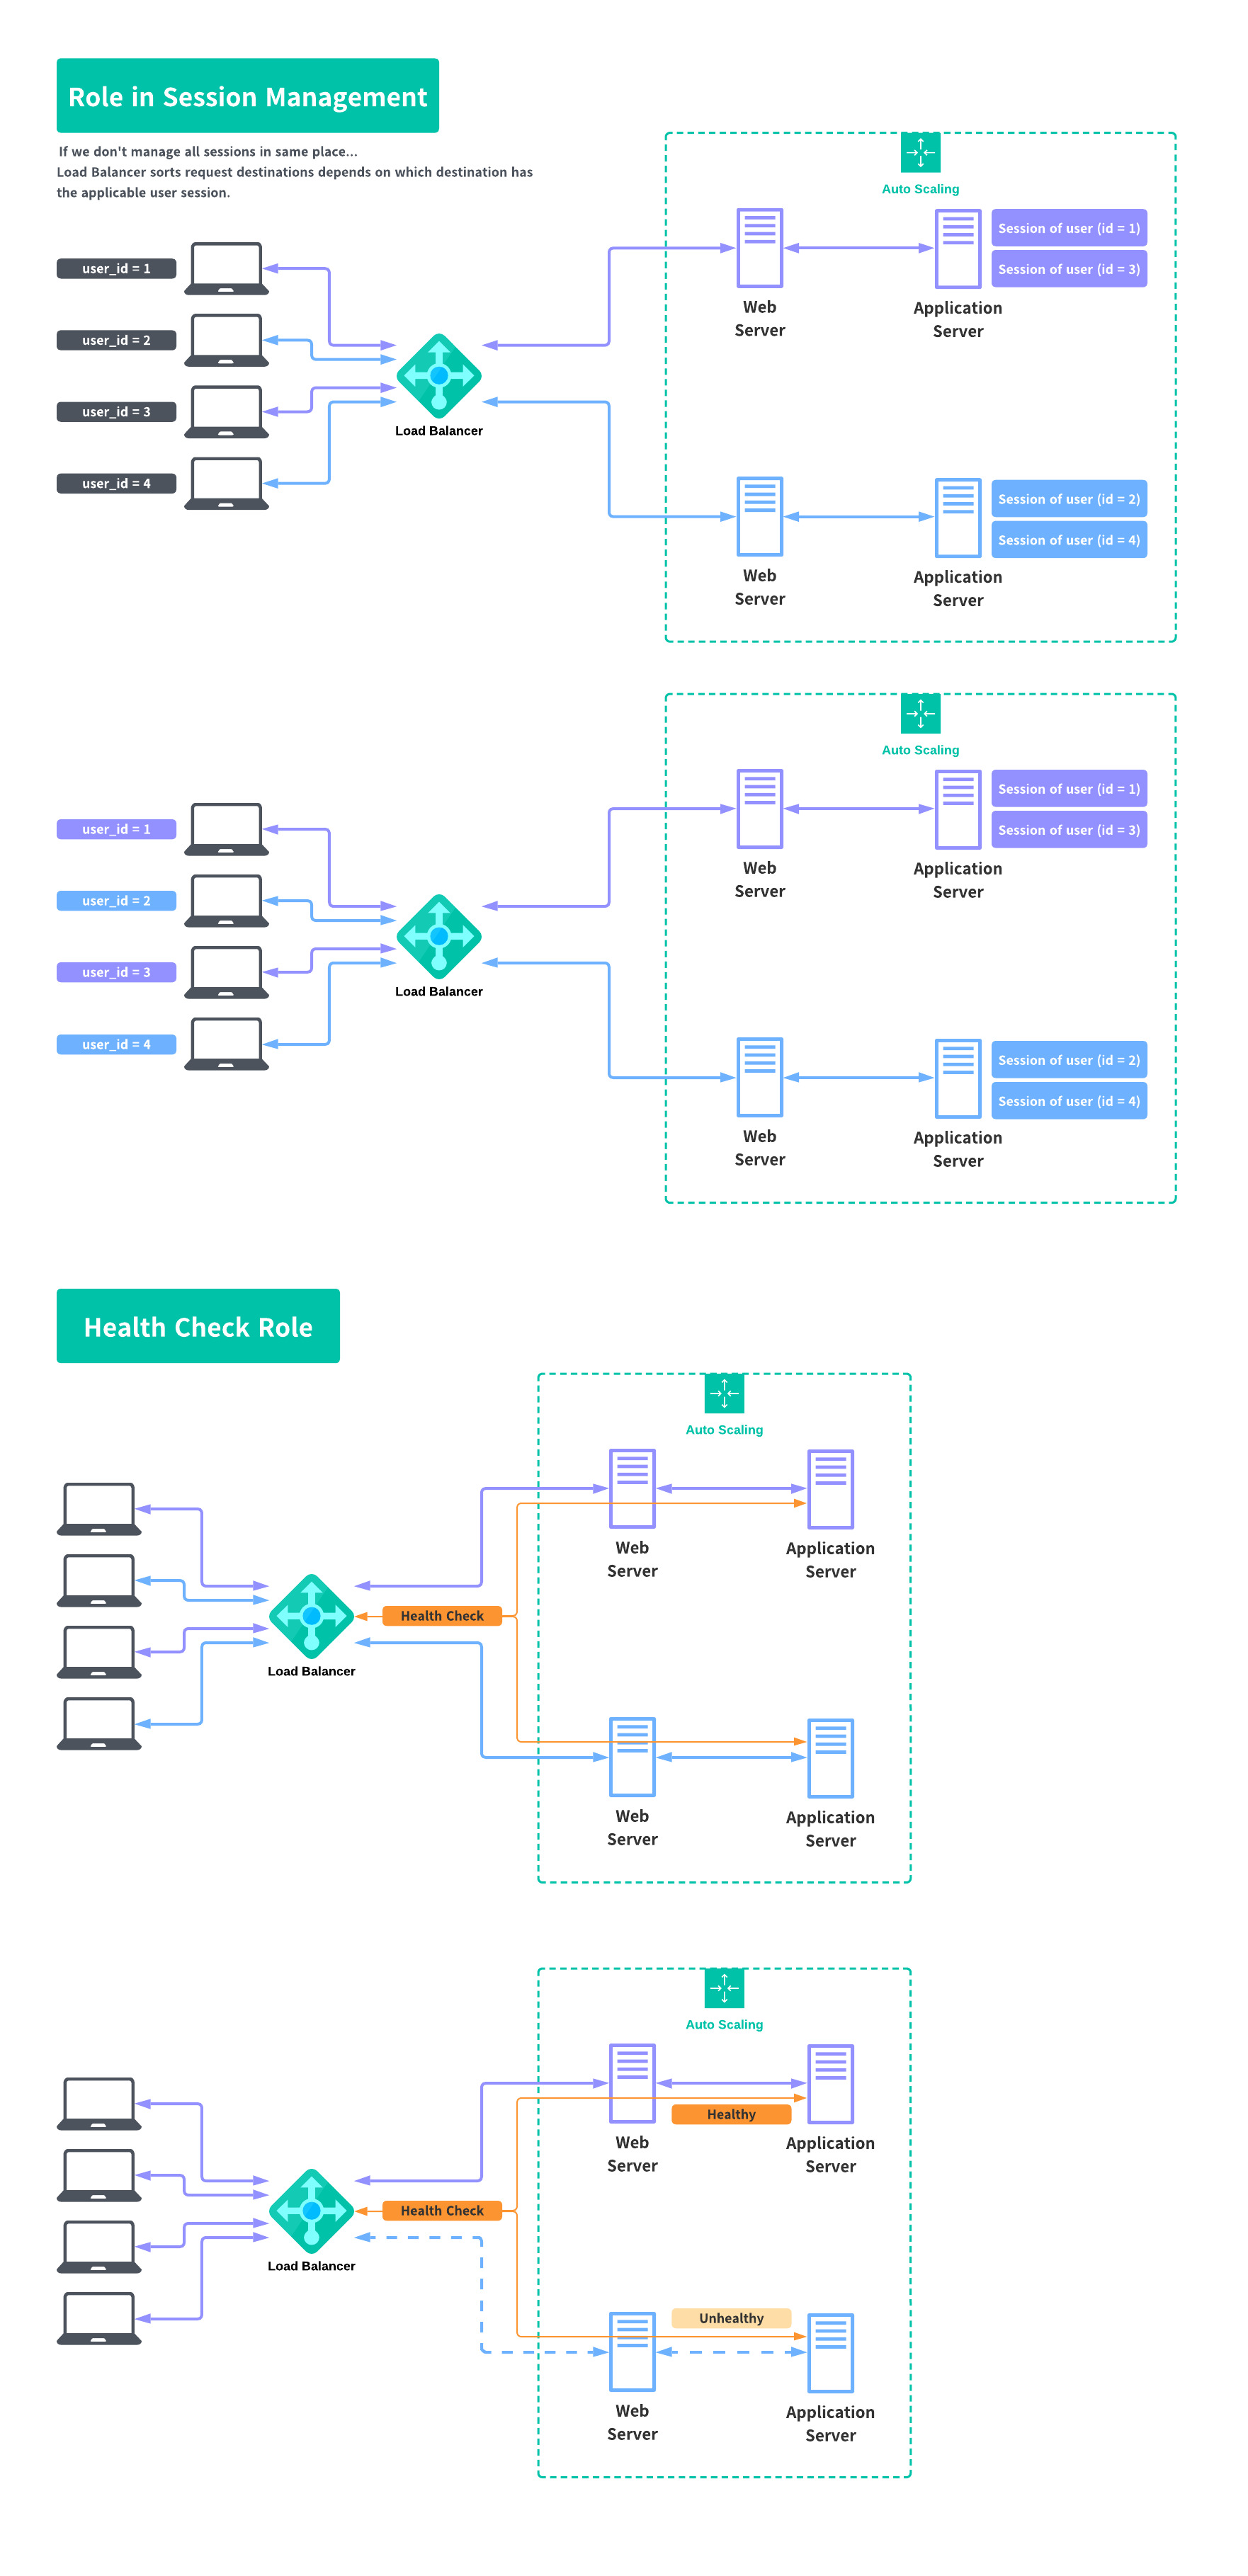 Role in Session Management
If we don't manage all sessions in same place...
Load Balancer sorts request destinations depends on which destination has
the applicable user session.
Auto Scaling
Session of user (id = 1)
Session of user (id = 3)
user_id = 1
Web
Server
Application
Server
user_id = 2
user_id = 3
Load Balancer
user_id = 4
Session of user (id = 2)
Session of user (id = 4)
Web
Server
Application
Server
Auto Scaling
Session of user (id = 1)
Session of user (id = 3)
user_id = 1
Web
Server
Application
Server
user_id = 2
user_id = 3
Load Balancer
user_id = 4
Session of user (id = 2)
Session of user (id = 4)
Web
Server
Application
Server
Health Check Role
Auto Scaling
Web
Server
Application
Server
Health Check
Load Balancer
Web
Server
Application
Server
Auto Scaling
Healthy
Web
Server
Application
Server
Health Check
Load Balancer
Unhealthy
Web
Server
Application
Server